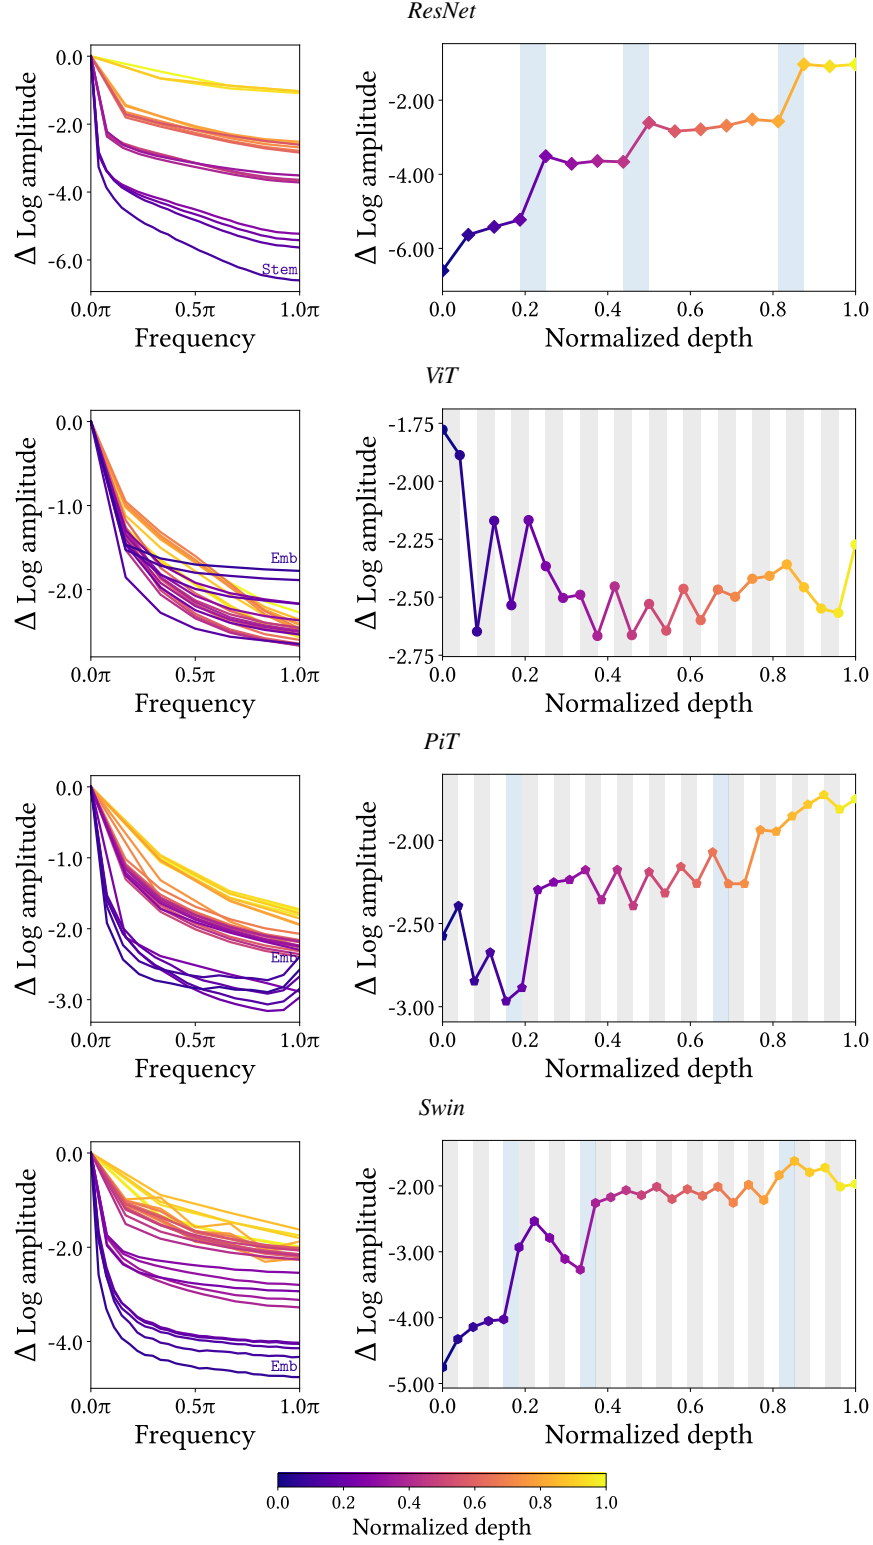 ResNet
0.0
-2.0
-4.0
-6.0
Δ Log amplitude
Stem
0.0π 0.5π 1.0π
Frequency
-2.00
-4.00
-6.00
Δ Log amplitude
0.0 0.2 0.4 0.6 0.8 1.0
Normalized depth
ViT
0.0
-1.0
-2.0
Δ Log amplitude
Emb
0.0π 0.5π 1.0π
Frequency
-1.75
-2.00
-2.25
-2.50
-2.75
Δ Log amplitude
0.0 0.2 0.4 0.6 0.8 1.0
Normalized depth
PiT
0.0
-1.0
-2.0
-3.0
Δ Log amplitude
Emb
0.0π 0.5π 1.0π
Frequency
-2.00
-2.50
-3.00
Δ Log amplitude
0.0 0.2 0.4 0.6 0.8 1.0
Normalized depth
Swin
0.0
-2.0
-4.0
Δ Log amplitude
Emb
0.0π 0.5π 1.0π
Frequency
-2.00
-3.00
-4.00
-5.00
Δ Log amplitude
0.0 0.2 0.4 0.6 0.8 1.0
Normalized depth
0.0 0.2 0.4 0.6 0.8 1.0
Normalized depth